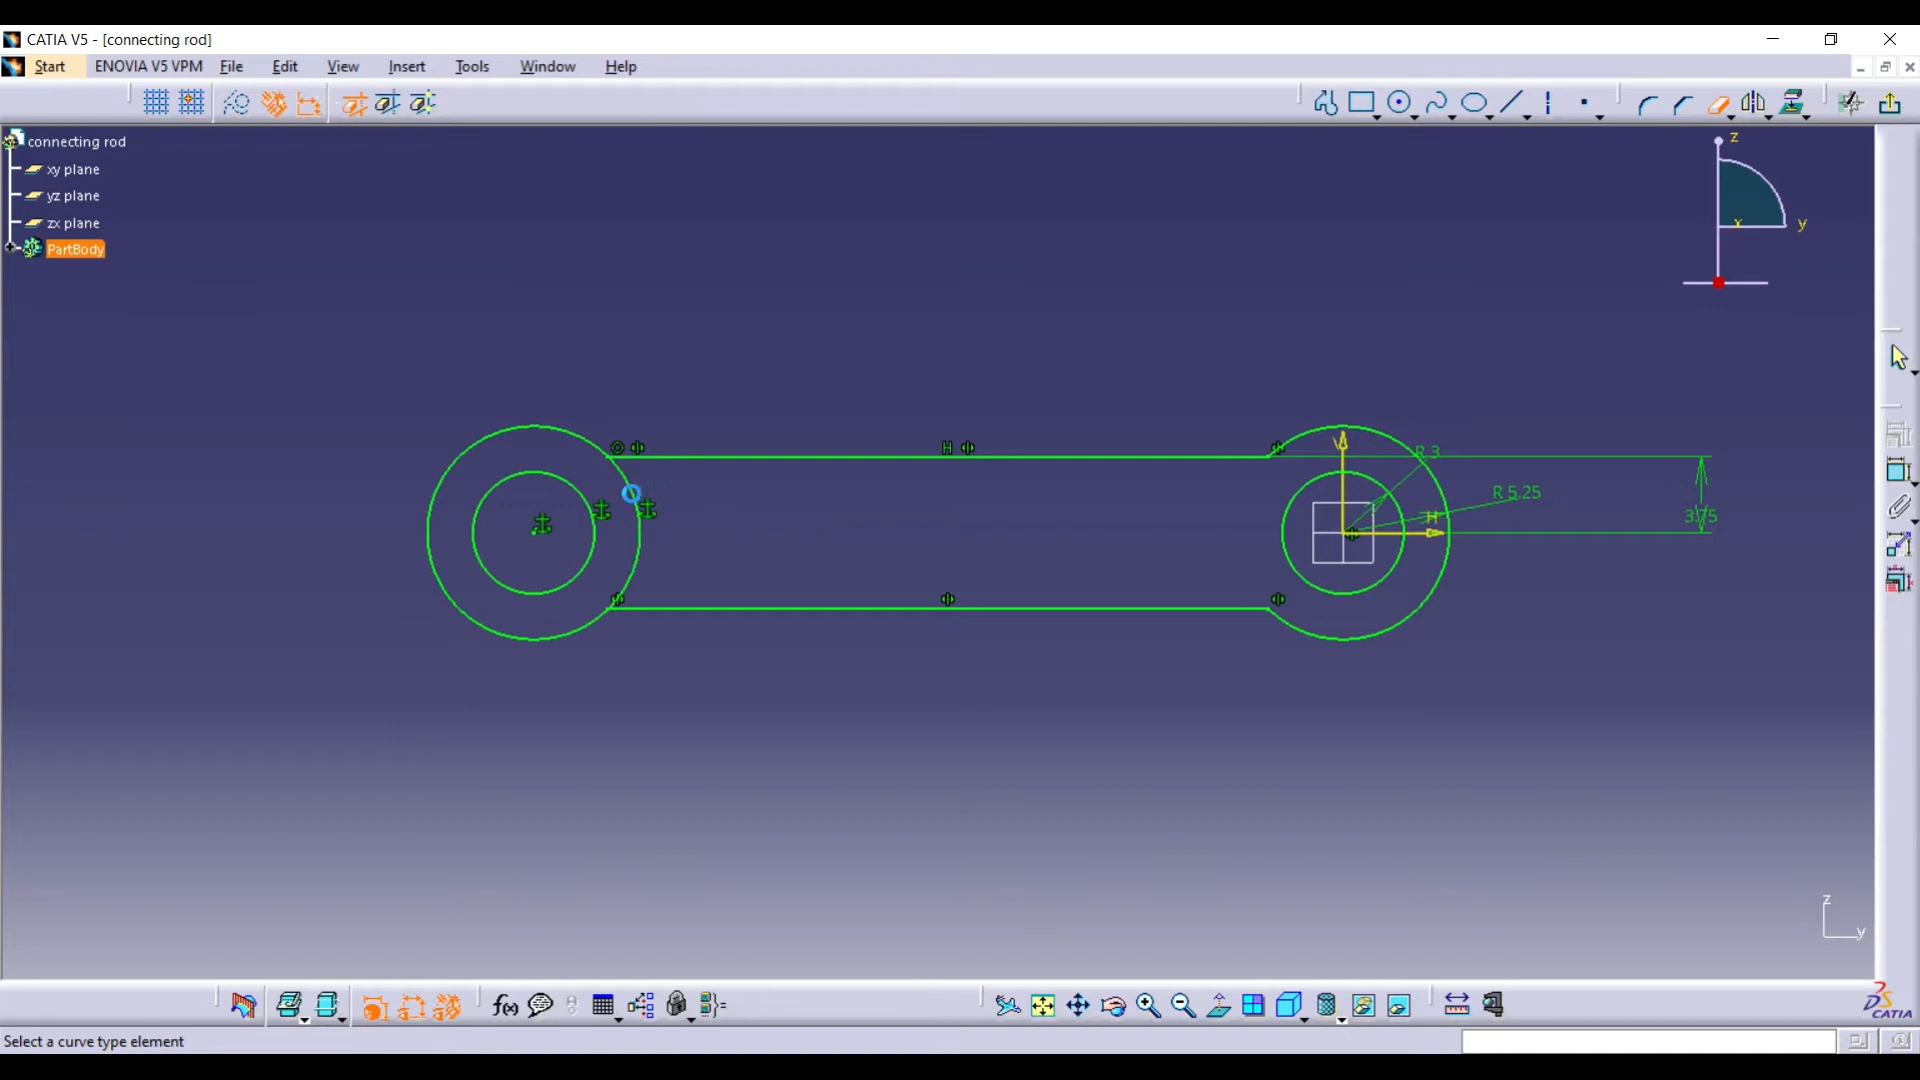 CATIA V5 - [connecting rod]
Start ENOVIA V5 VPM File Edit View Insert Tools Window Help
connecting rod
xy plane
yz plane
zx plane
PartBody
z
x
y
H
V
R 3
R 5.25
H
3.75
z
y
f(x)
DS
CATIA
Select a curve type element